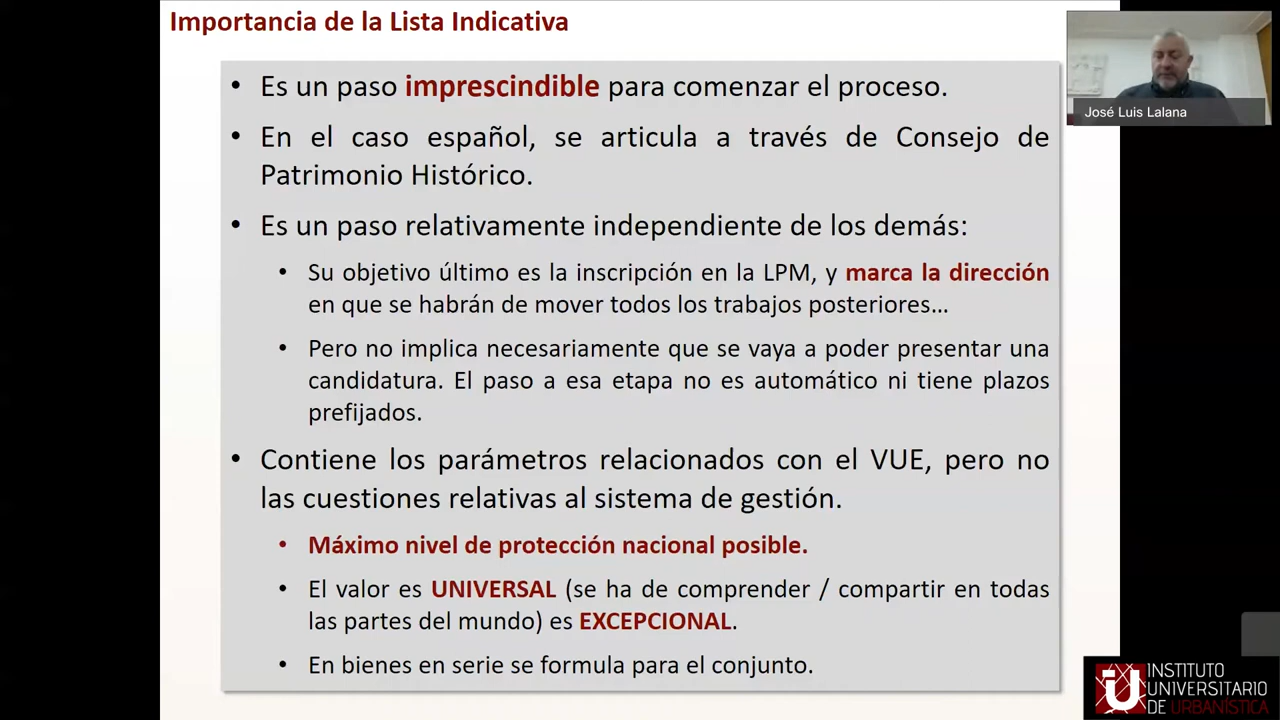 Importancia de la Lista Indicativa
José Luis Lalana
• Es un paso imprescindible para comenzar el proceso.
• En el caso español, se articula a través de Consejo de
Patrimonio Histórico.
• Es un paso relativamente independiente de los demás:
• Su objetivo último es la inscripción en la LPM, y marca la dirección
en que se habrán de mover todos los trabajos posteriores…
• Pero no implica necesariamente que se vaya a poder presentar una
candidatura. El paso a esa etapa no es automático ni tiene plazos
prefijados.
• Contiene los parámetros relacionados con el VUE, pero no
las cuestiones relativas al sistema de gestión.
• Máximo nivel de protección nacional posible.
• El valor es UNIVERSAL (se ha de comprender / compartir en todas
las partes del mundo) es EXCEPCIONAL.
• En bienes en serie se formula para el conjunto.
INSTITUTO
UNIVERSITARIO
DE URBANÍSTICA